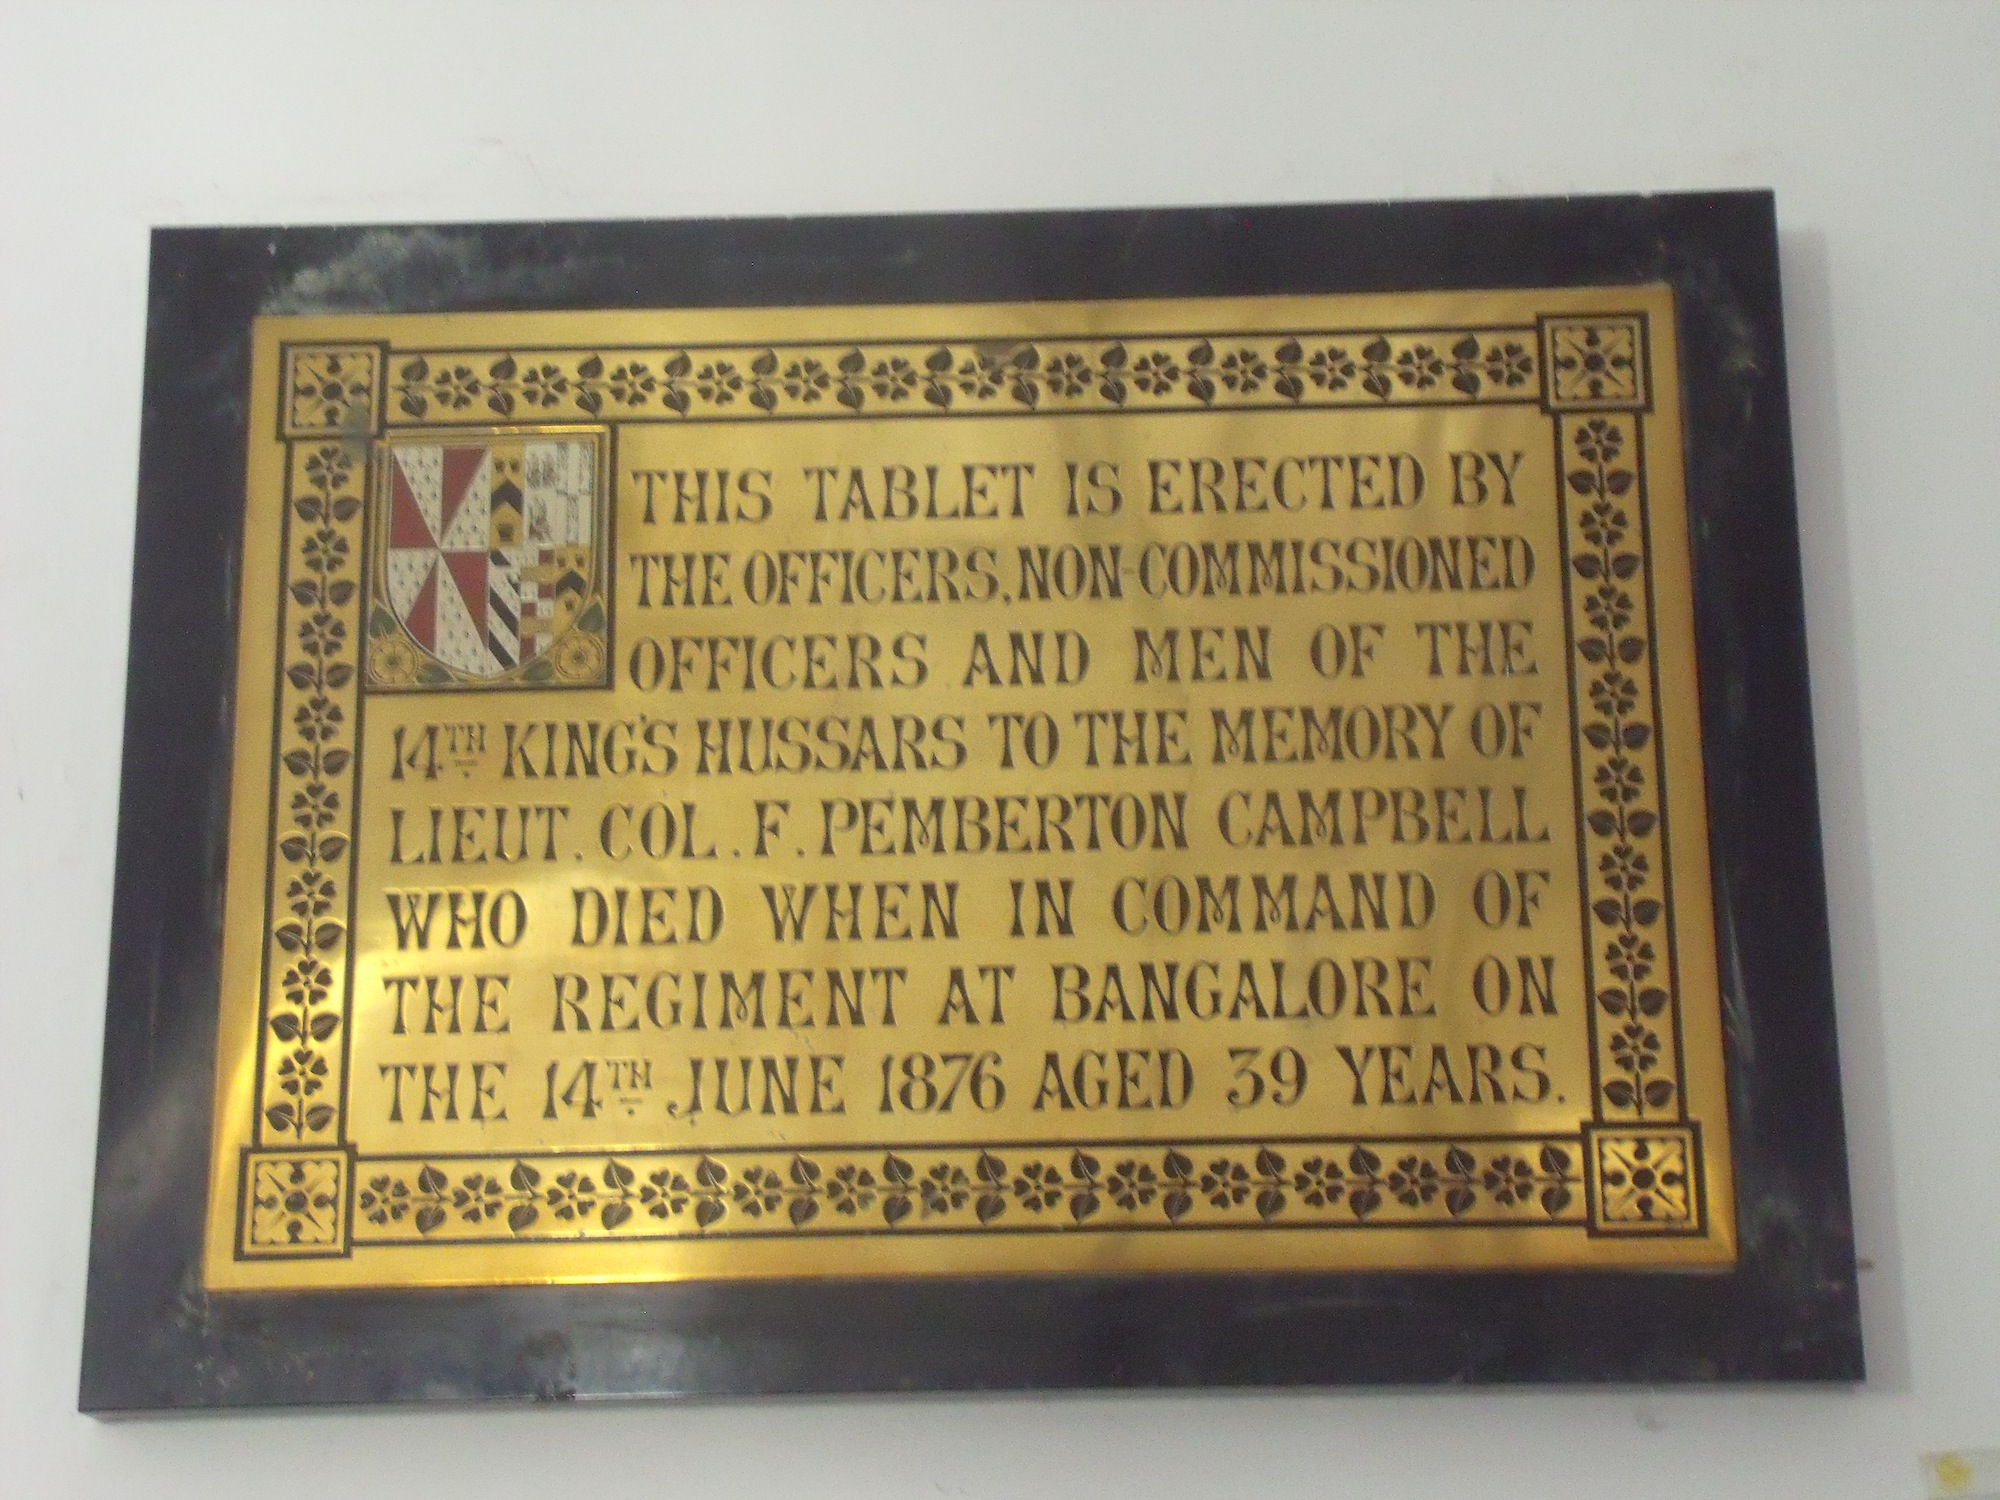 THIS TABLET IS ERECTED BY
THE OFFICERS, NON-COMMISSIONED
OFFICERS AND MEN OF THE
14TH KING'S HUSSARS TO THE MEMORY OF
LIEUT. COL. F. PEMBERTON CAMPBELL
WHO DIED WHEN IN COMMAND OF
THE REGIMENT AT BANGALORE ON
THE 14TH JUNE 1876 AGED 39 YEARS.